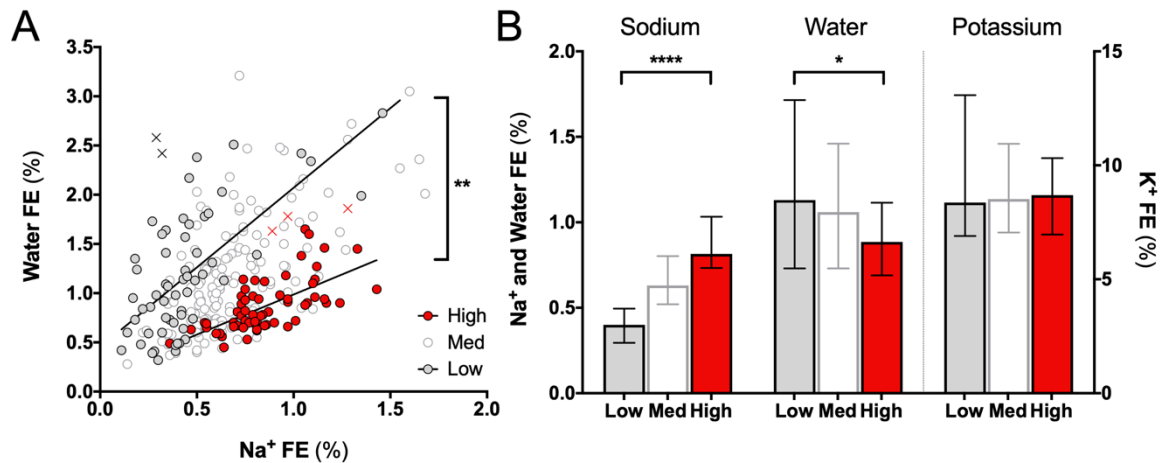 A
3.5
3.0
2.5
2.0
1.5
1.0
0.5
0.0
Water FE (%)
0.0 0.5 1.0 1.5 2.0
Na⁺ FE (%)
**
High
Med
Low
B
Sodium Water Potassium
2.0
1.5
1.0
0.5
0.0
Na⁺ and Water FE (%)
**** *
15
10
5
0
K⁺ FE (%)
Low Med High Low Med High Low Med High